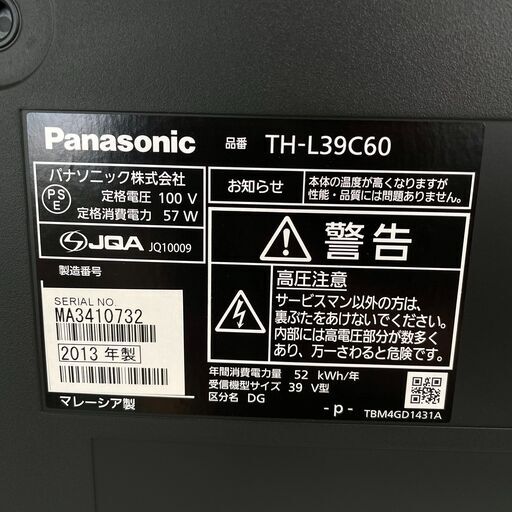 Panasonic 品番 TH-L39C60
パナソニック株式会社
PS
E
定格電圧 100 V
定格消費電力 57 W
JQA JQ10009
製造番号
SERIAL NO.
MA3410732
2013 年製
マレーシア製
お知らせ
本体の温度が高くなりますが
性能・品質には問題ありません。
警告
高圧注意
サービスマン以外の方は、
裏ぶたをあけないでください。
内部には高電圧部分が数多く
あり、万一さわると危険です。
年間消費電力量 52 kWh/年
受信機型サイズ 39 V型
区分名 DG
-p-
TBM4GD1431A